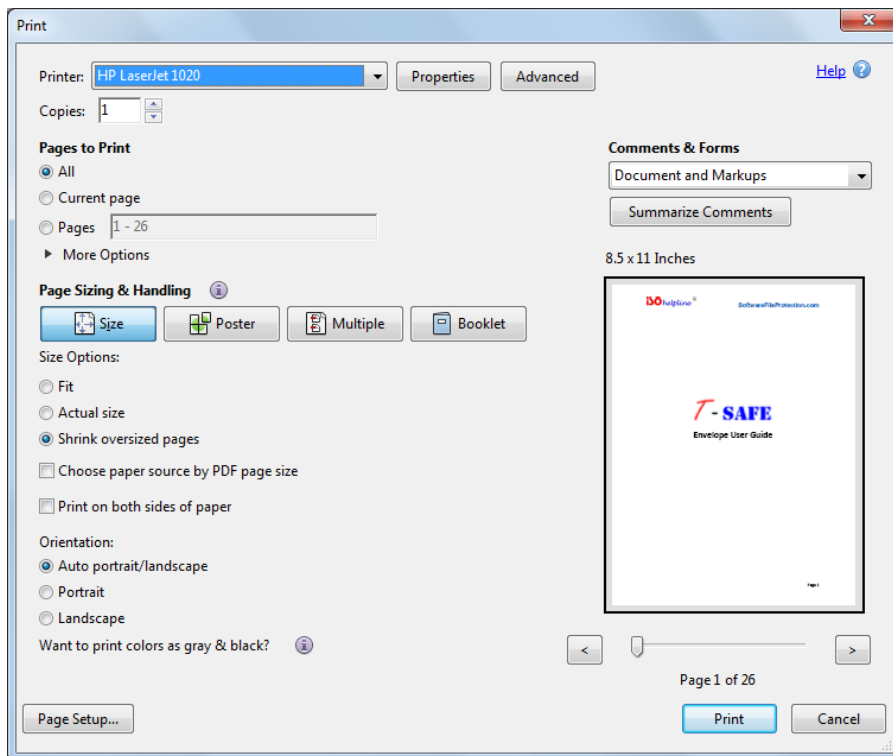 Print
Printer: HP LaserJet 1020 Properties Advanced Help
Copies: 1
Pages to Print
All
Current page
Pages 1 - 26
More Options
Comments & Forms
Document and Markups
Summarize Comments
Page Sizing & Handling
Size Poster Multiple Booklet
Size Options:
Fit
Actual size
Shrink oversized pages
Choose paper source by PDF page size
Print on both sides of paper
Orientation:
Auto portrait/landscape
Portrait
Landscape
Want to print colors as gray & black?
8.5 x 11 Inches
iSOhelpline® SoftwareFileProtection.com
T - SAFE
Envelope User Guide
Page 1
< >
Page 1 of 26
Page Setup... Print Cancel